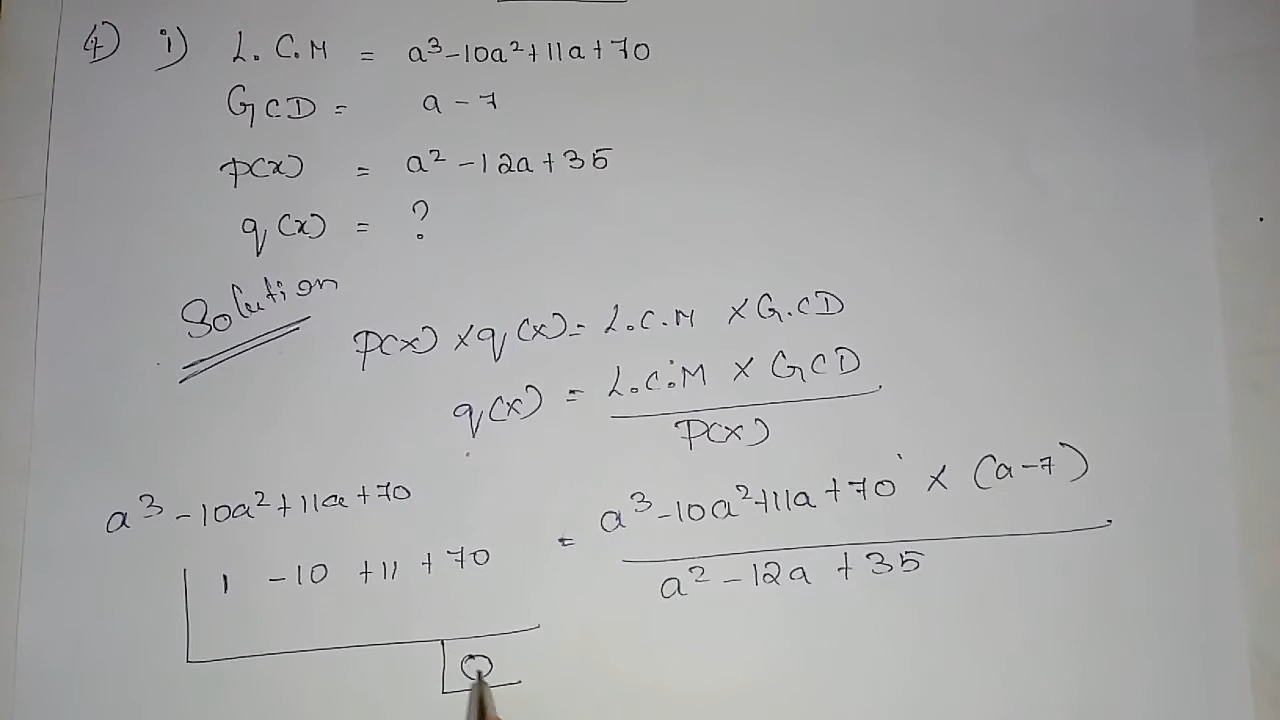 4) i) L.C.M = a³-10a²+11a+70
GCD = a-7
p(x) = a²-12a+35
q(x) = ?
Solution
p(x) × q(x) = L.C.M × G.CD
q(x) = L.C.M × GCD
P(x)
a³-10a²+11a+70
= a³-10a²+11a+70 × (a-7)
a²-12a+35
1 -10 +11 +70
0